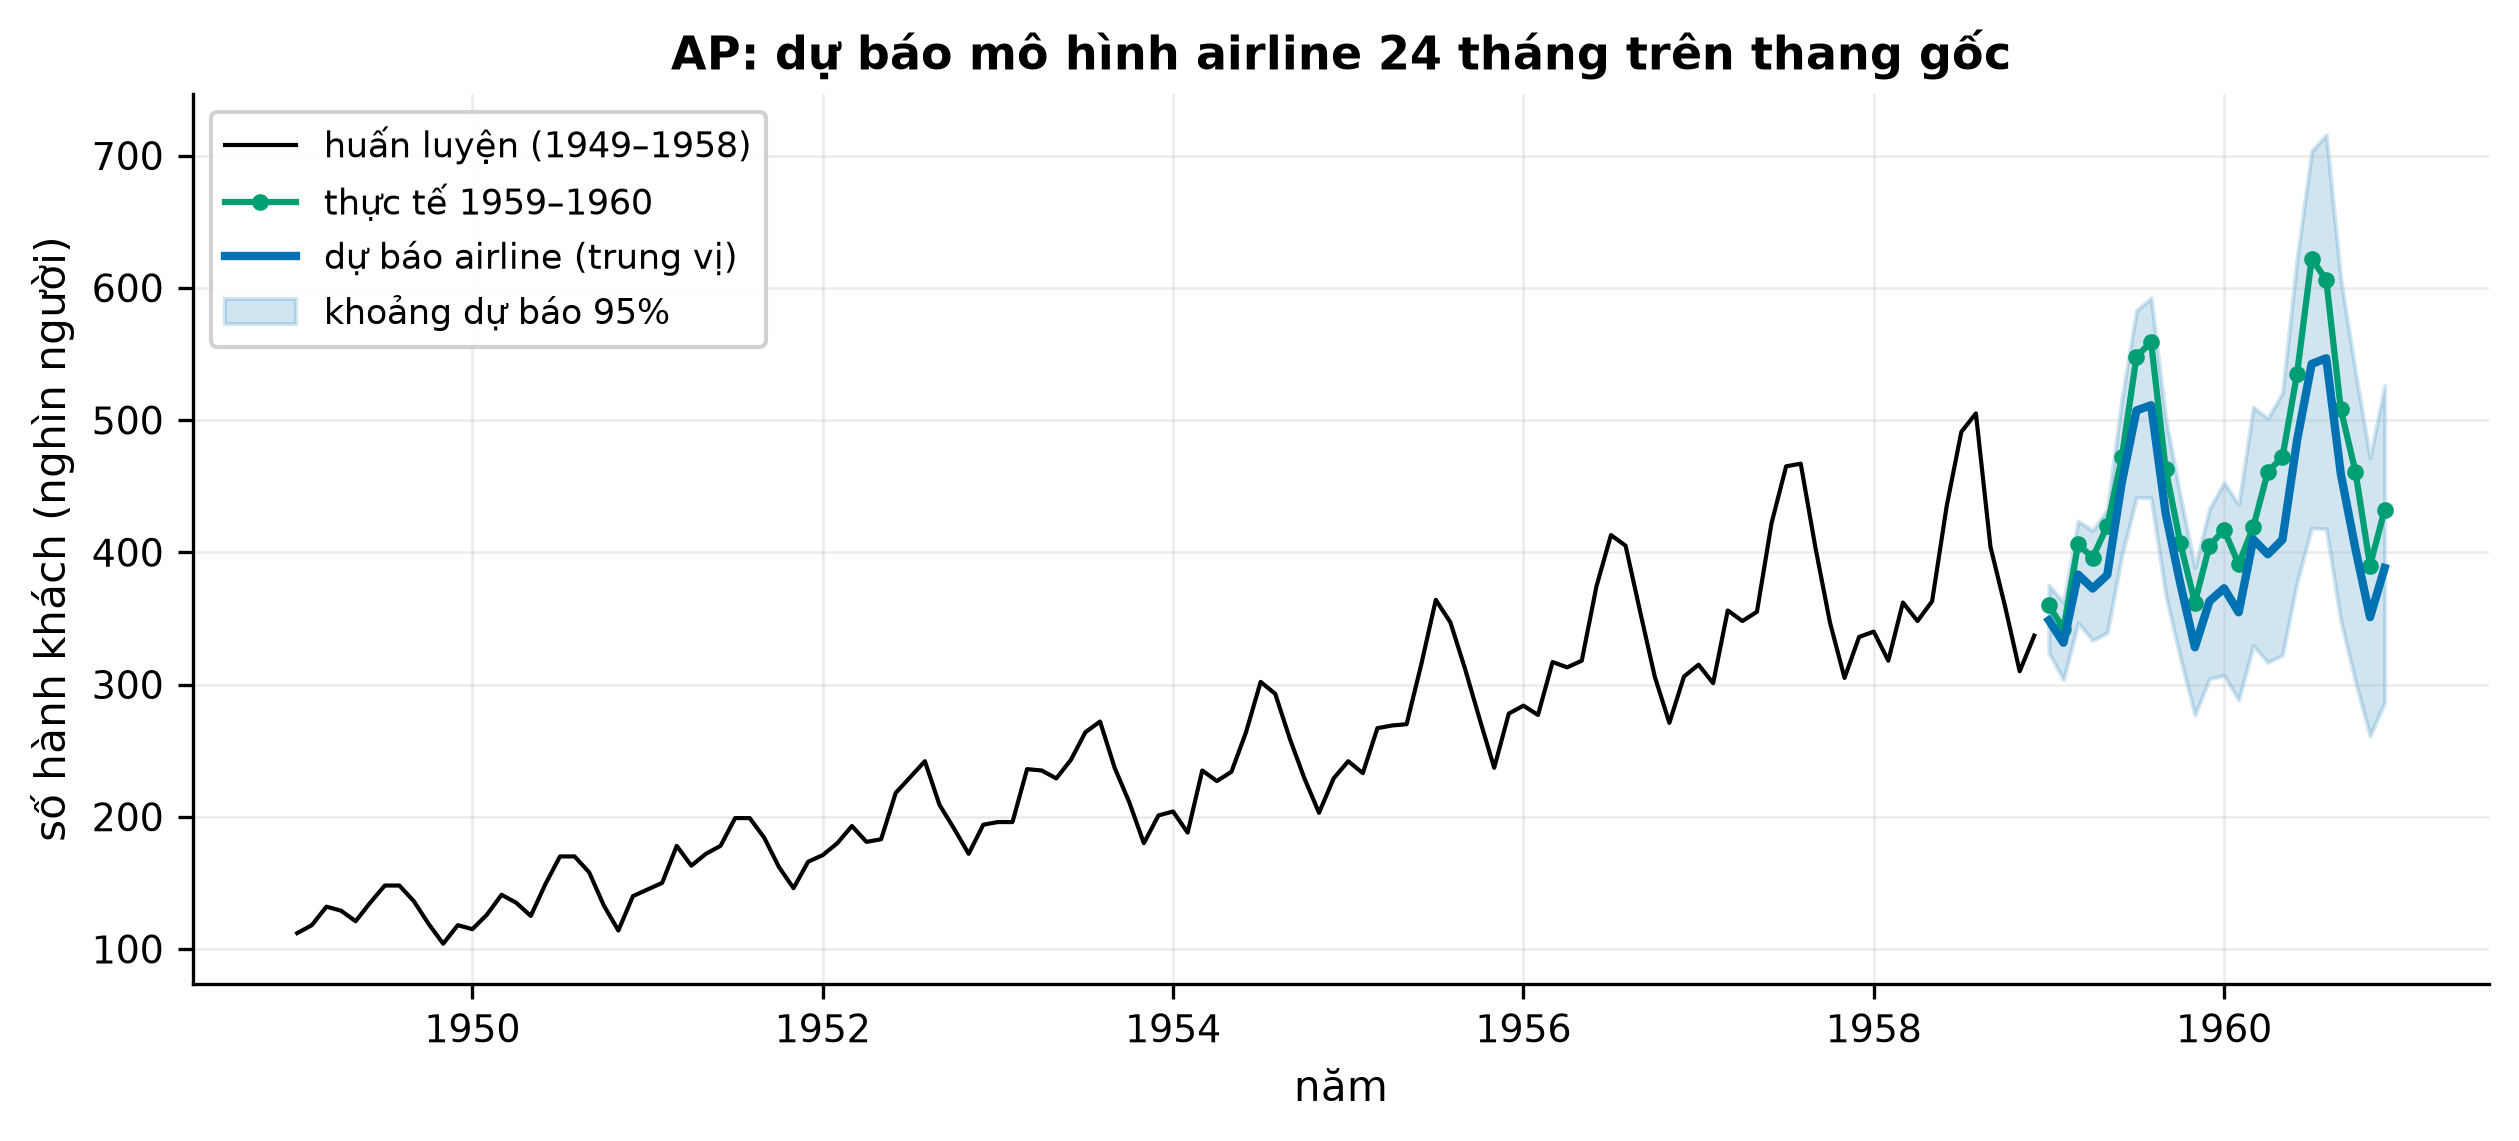 AP: dự báo mô hình airline 24 tháng trên thang gốc
huấn luyện (1949–1958)
thực tế 1959–1960
dự báo airline (trung vị)
khoảng dự báo 95%
số hành khách (nghìn người)
700
600
500
400
300
200
100
1950
1952
1954
1956
1958
1960
năm